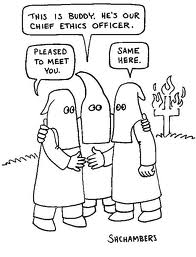 THIS IS BUDDY. HE'S OUR
CHIEF ETHICS OFFICER.
PLEASED
TO MEET
YOU.
SAME
HERE.
SHCHAMBERS